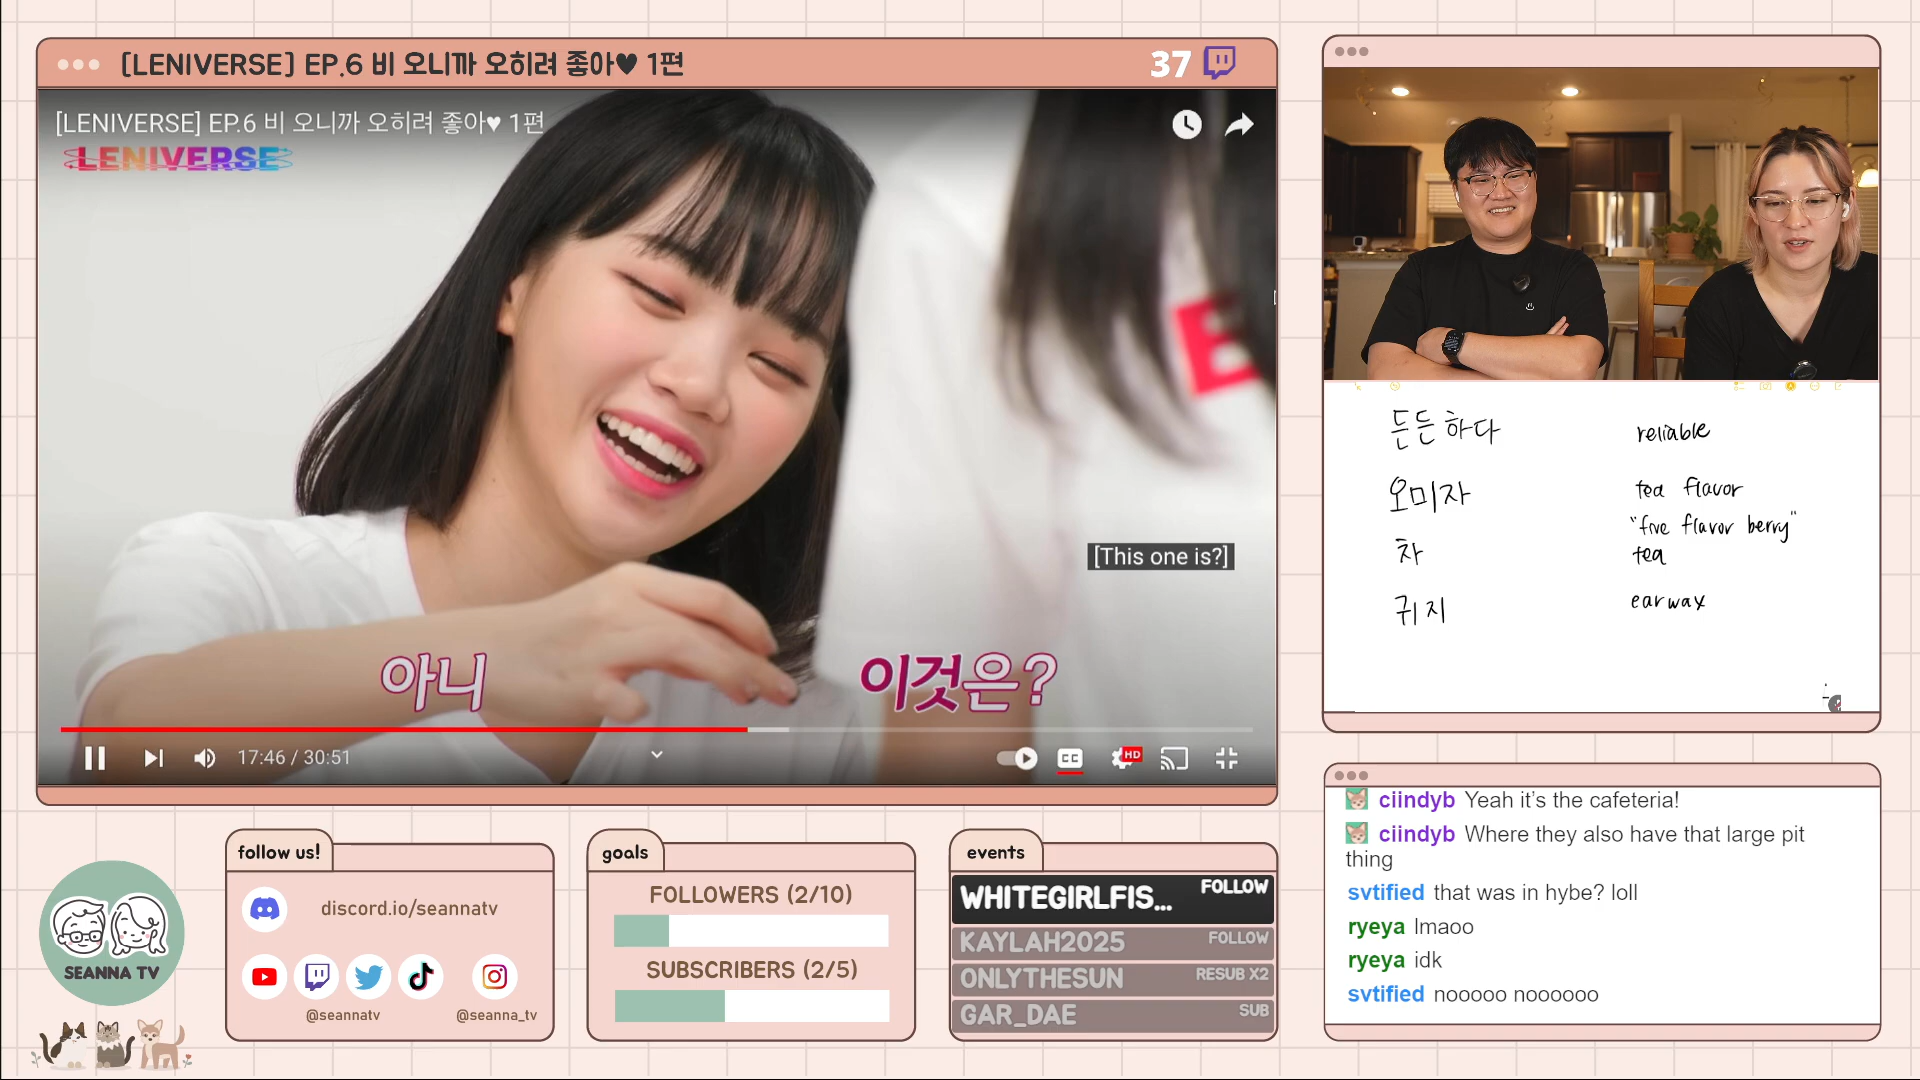 [LENIVERSE] EP.6 비 오니까 오히려 좋아♥ 1편
37
[LENIVERSE] EP.6 비 오니까 오히려 좋아♥ 1편
LENIVERSE
[This one is?]
아니
이것은?
17:46 / 30:51
CC
HD
든든하다
reliable
오미자
tea flavor
"five flavor berry"
차
tea
귀지
earwax
ciindyb Yeah it's the cafeteria!
ciindyb Where they also have that large pit
thing
svtified that was in hybe? loll
ryeya lmaoo
ryeya idk
svtified nooooo noooooo
SEANNA TV
follow us!
discord.io/seannatv
@seannatv
@seanna_tv
goals
FOLLOWERS (2/10)
SUBSCRIBERS (2/5)
events
WHITEGIRLFIS...
FOLLOW
KAYLAH2025
FOLLOW
ONLYTHESUN
RESUB X2
GAR_DAE
SUB